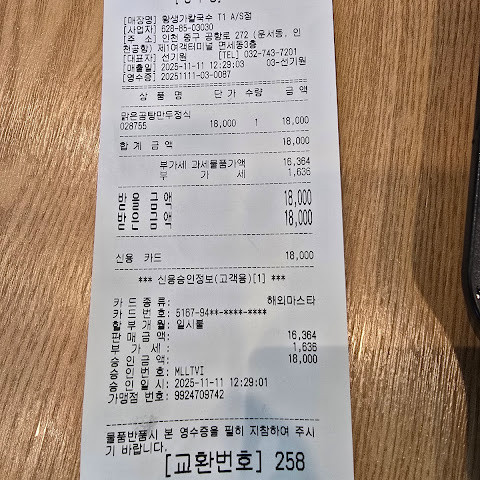 [매장명] 황생가칼국수 T1 A/S점
[사업자] 628-85-03030
[주 소] 인천 중구 공항로 272 (운서동, 인
천공항) 제1여객터미널 면세동3층
[대표자] 선기원 [TEL] 032-743-7201
[매출일] 2025-11-11 12:29:03 03-선기원
[영수증] 20251111-03-0087
상 품 명 단 가 수량 금 액
맑은곰탕만두정식
028755 18,000 1 18,000
합 계 금 액 18,000
부가세 과세물품가액 16,364
부 가 세 1,636
받 을 금 액 18,000
받 은 금 액 18,000
신용 카드 18,000
*** 신용승인정보(고객용)[1] ***
카 드 종 류: 해외마스타
카 드 번 호: 5167-94**-****-****
할 부 개 월: 일시불
판 매 금 액: 16,364
부 가 세 : 1,636
승 인 금 액: 18,000
승 인 번 호: MLLTVI
승 인 일 시: 2025-11-11 12:29:01
가맹점 번호: 9924709742
물품반품시 본 영수증을 필히 지참하여 주시
기 바랍니다.
[교환번호] 258